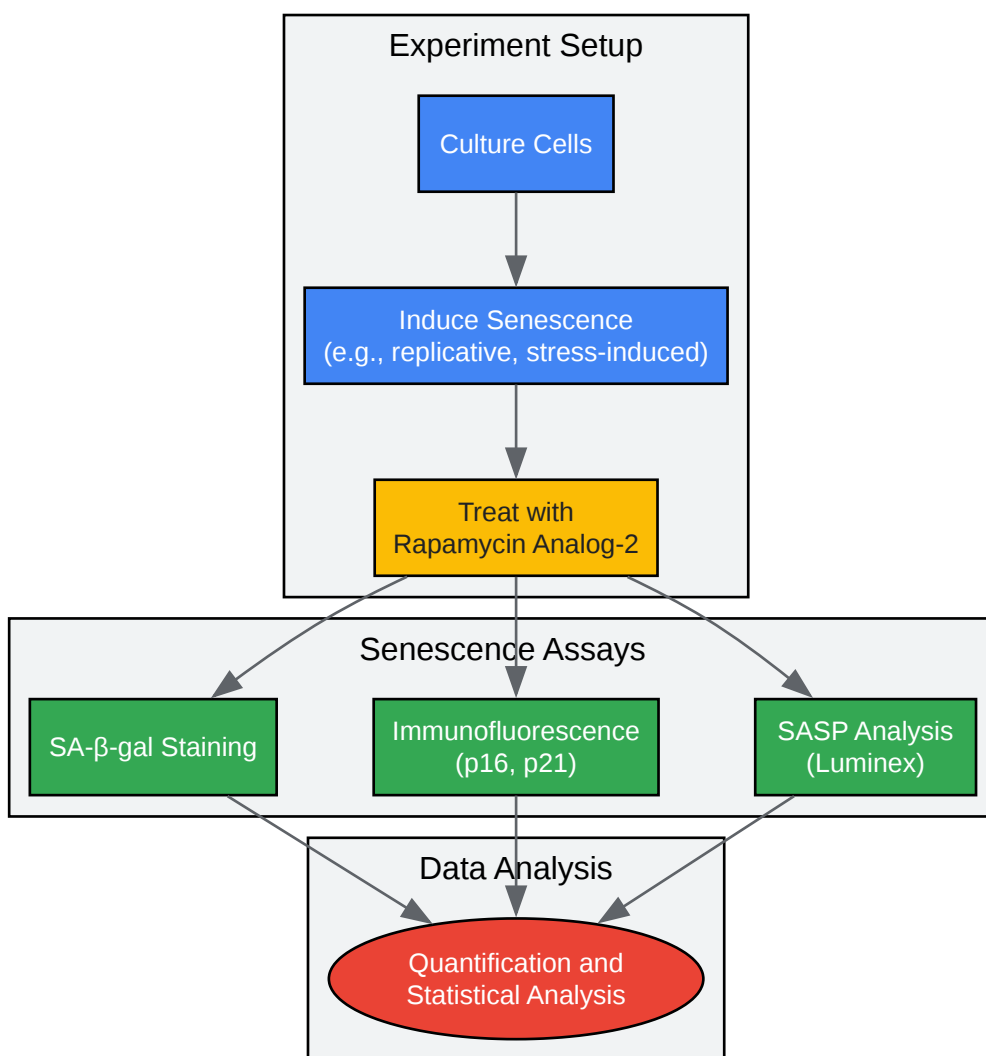 Experiment Setup
Culture Cells
Induce Senescence
(e.g., replicative, stress-induced)
Treat with
Rapamycin Analog-2
Senescence Assays
SA-β-gal Staining
Immunofluorescence
(p16, p21)
SASP Analysis
(Luminex)
Data Analysis
Quantification and
Statistical Analysis